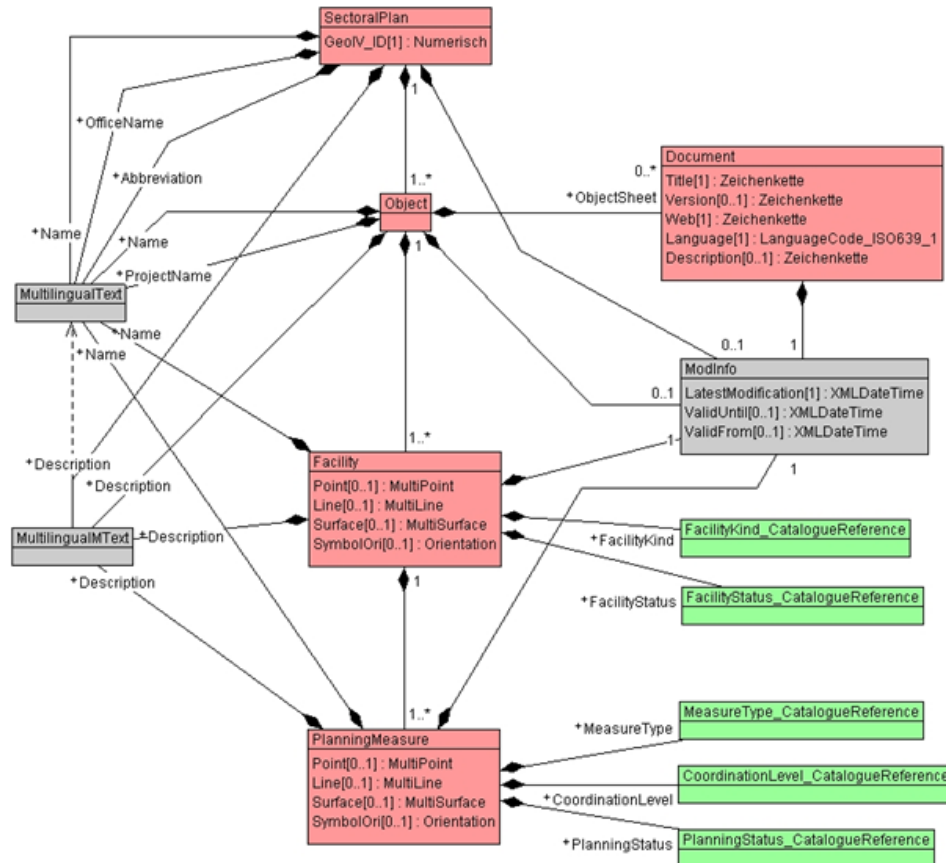 SectoralPlan
GeoIV_ID[1] : Numerisch
1
*OfficeName
*Abbreviation
*Name
*Name
*ProjectName
1..*
Object
1
0..*
*ObjectSheet
Document
Title[1] : Zeichenkette
Version[0..1] : Zeichenkette
Web[1] : Zeichenkette
Language[1] : LanguageCode_ISO639_1
Description[0..1] : Zeichenkette
MultilingualText
*Name
*Name
0..1
1
ModInfo
LatestModification[1] : XMLDateTime
ValidUntil[0..1] : XMLDateTime
ValidFrom[0..1] : XMLDateTime
0..1
1
1
1..*
Facility
Point[0..1] : MultiPoint
Line[0..1] : MultiLine
Surface[0..1] : MultiSurface
SymbolOri[0..1] : Orientation
*Description
*Description
*Description
MultilingualMText
*Description
*FacilityKind
FacilityKind_CatalogueReference
*FacilityStatus
FacilityStatus_CatalogueReference
1
1..*
PlanningMeasure
Point[0..1] : MultiPoint
Line[0..1] : MultiLine
Surface[0..1] : MultiSurface
SymbolOri[0..1] : Orientation
*MeasureType
MeasureType_CatalogueReference
*CoordinationLevel
CoordinationLevel_CatalogueReference
*PlanningStatus
PlanningStatus_CatalogueReference